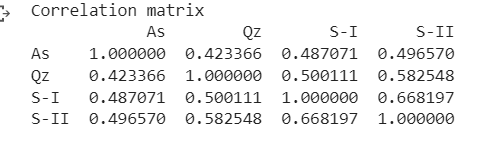 Correlation matrix
As Qz S-I S-II
As 1.000000 0.423366 0.487071 0.496570
Qz 0.423366 1.000000 0.500111 0.582548
S-I 0.487071 0.500111 1.000000 0.668197
S-II 0.496570 0.582548 0.668197 1.000000